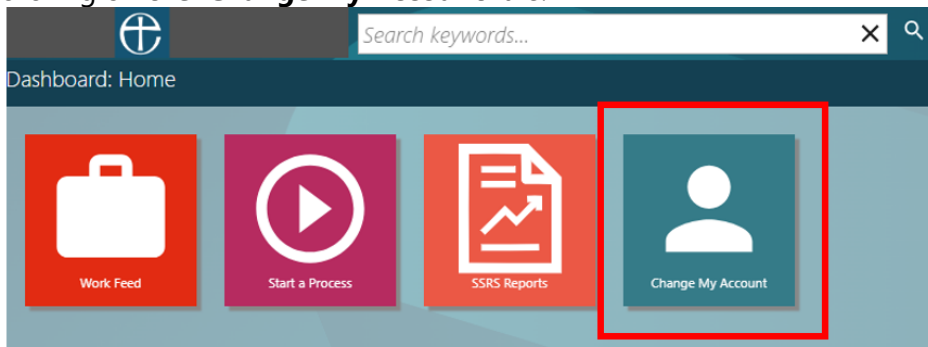 Search keywords...
Dashboard: Home
Work Feed
Start a Process
SSRS Reports
Change My Account